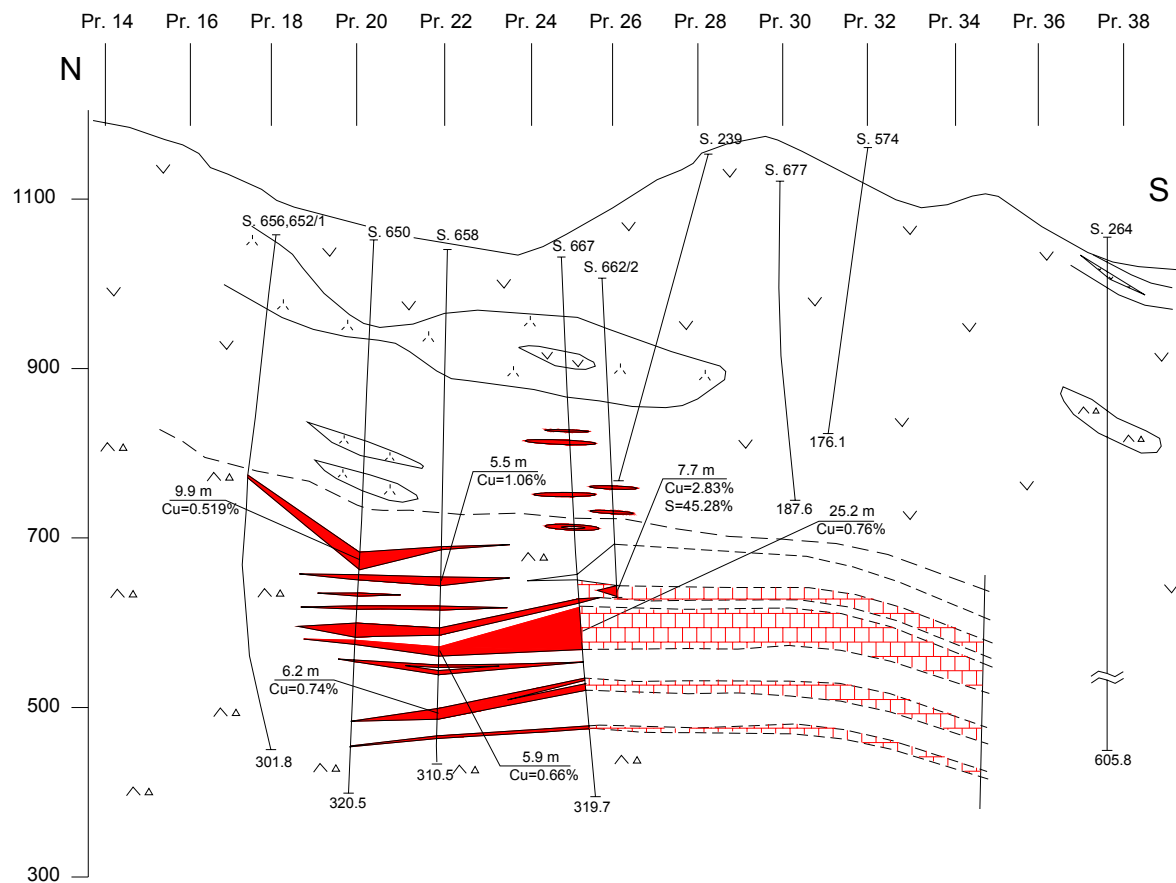 Pr. 14 Pr. 16 Pr. 18 Pr. 20 Pr. 22 Pr. 24 Pr. 26 Pr. 28 Pr. 30 Pr. 32 Pr. 34 Pr. 36 Pr. 38
N
S. 239
S. 574
S. 677
1100
S
S. 656,652/1
S. 650
S. 658
S. 667
S. 662/2
S. 264
900
176.1
5.5 m
Cu=1.06%
7.7 m
Cu=2.83%
S=45.28%
9.9 m
Cu=0.519%
187.6
25.2 m
Cu=0.76%
700
6.2 m
Cu=0.74%
500
301.8
310.5
5.9 m
Cu=0.66%
605.8
320.5
319.7
300